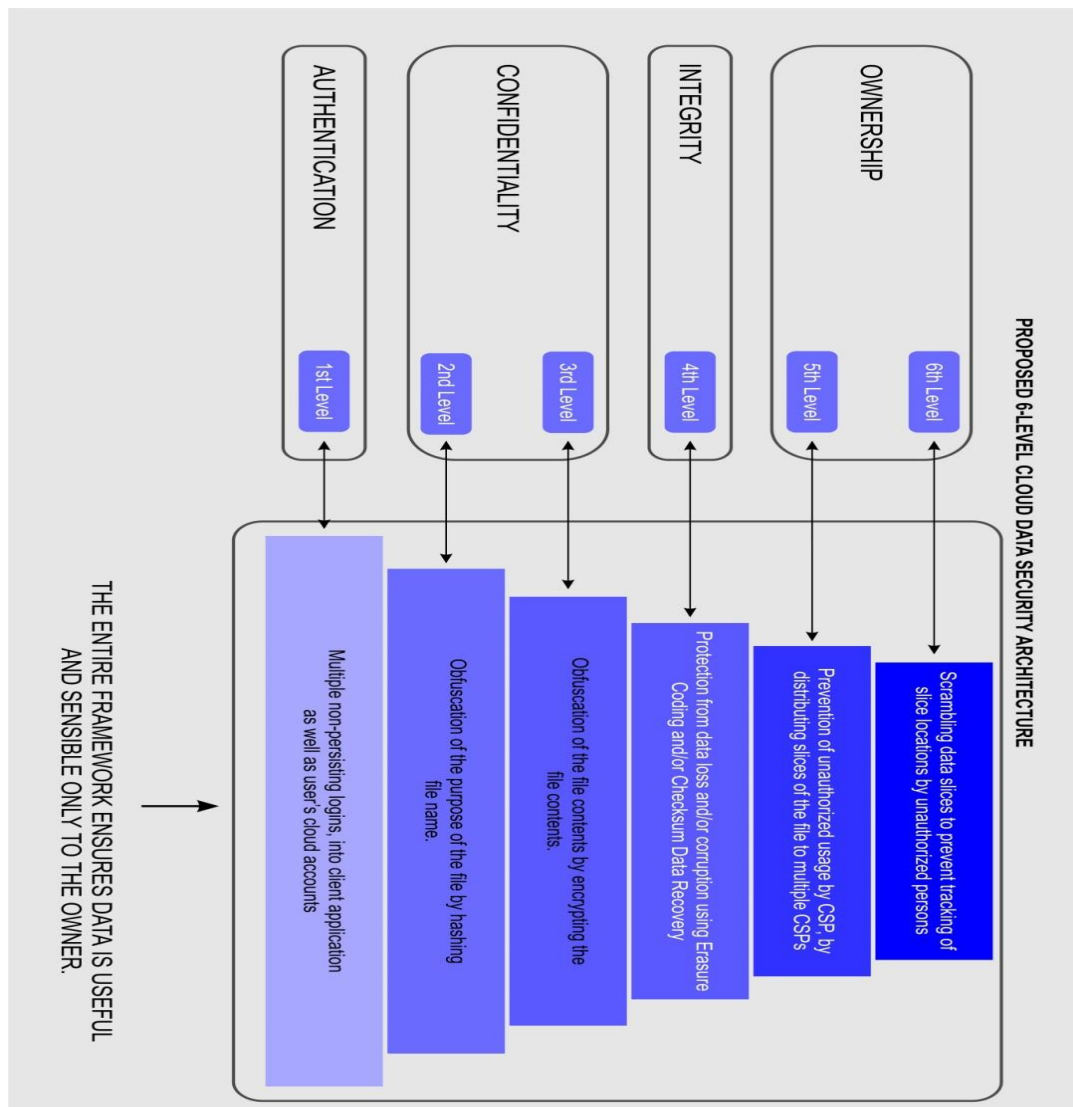 PROPOSED 6-LEVEL CLOUD DATA SECURITY ARCHITECTURE
OWNERSHIP
6th Level
Scrambling data slices to prevent tracking of
slice locations by unauthorized persons
5th Level
Prevention of unauthorized usage by CSP, by
distributing slices of the file to multiple CSPs
INTEGRITY
4th Level
Protection from data loss and/or corruption using Erasure
Coding and/or Checksum Data Recovery
CONFIDENTIALITY
3rd Level
Obfuscation of the file contents by encrypting the
file contents.
2nd Level
Obfuscation of the purpose of the file by hashing
file name.
AUTHENTICATION
1st Level
Multiple non-persisting logins, into client application
as well as user's cloud accounts
THE ENTIRE FRAMEWORK ENSURES DATA IS USEFUL
AND SENSIBLE ONLY TO THE OWNER.